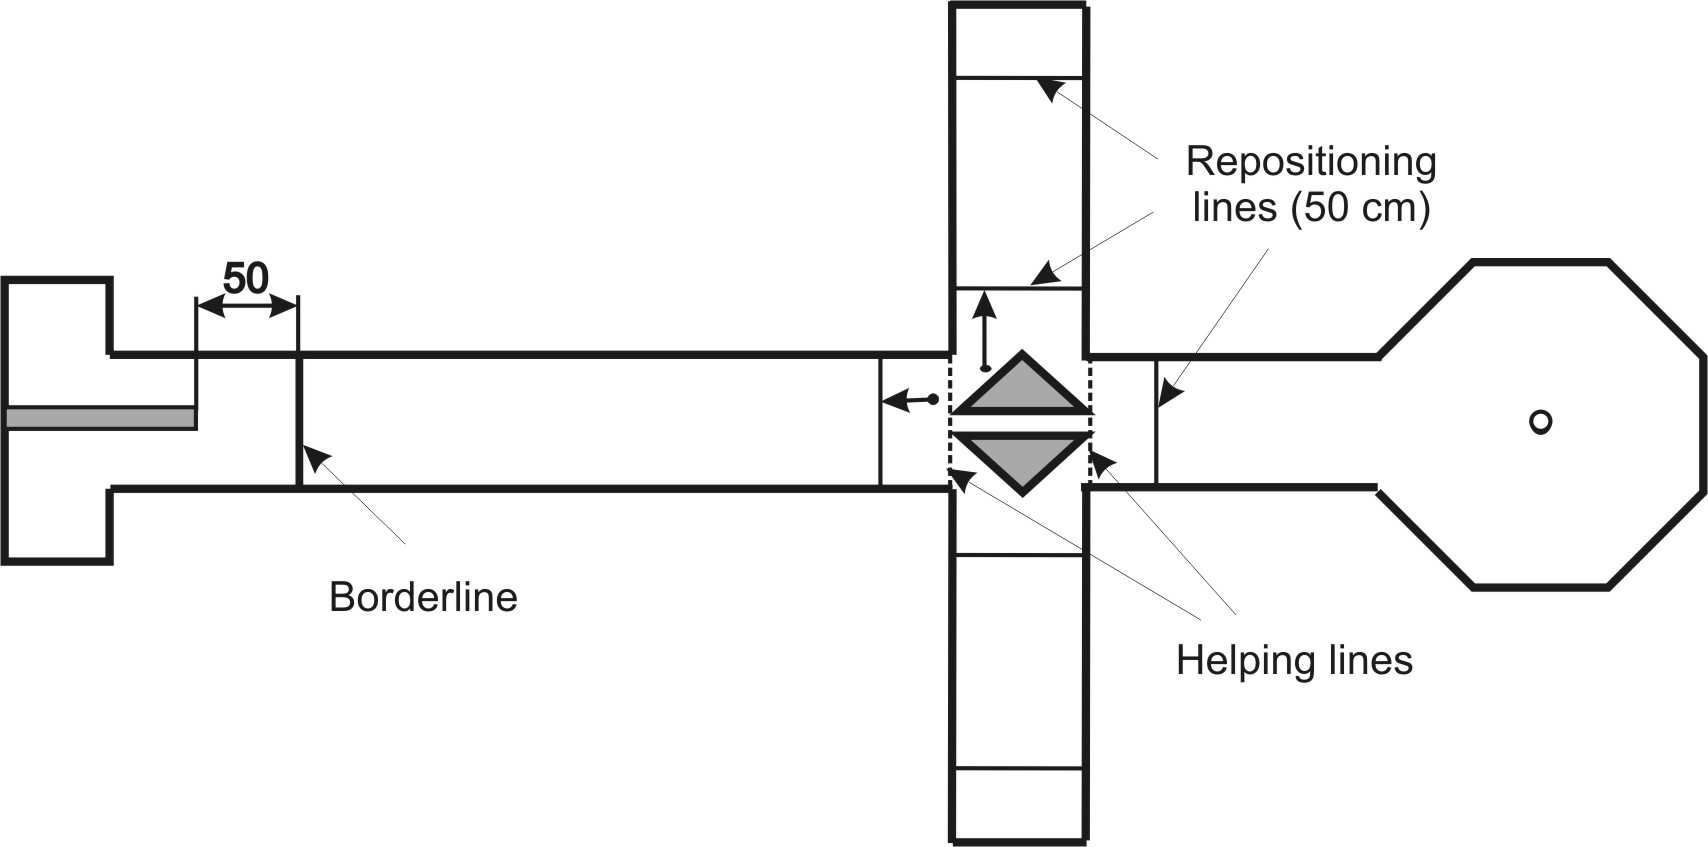 Repositioning
lines (50 cm)
50
Borderline
Helping lines